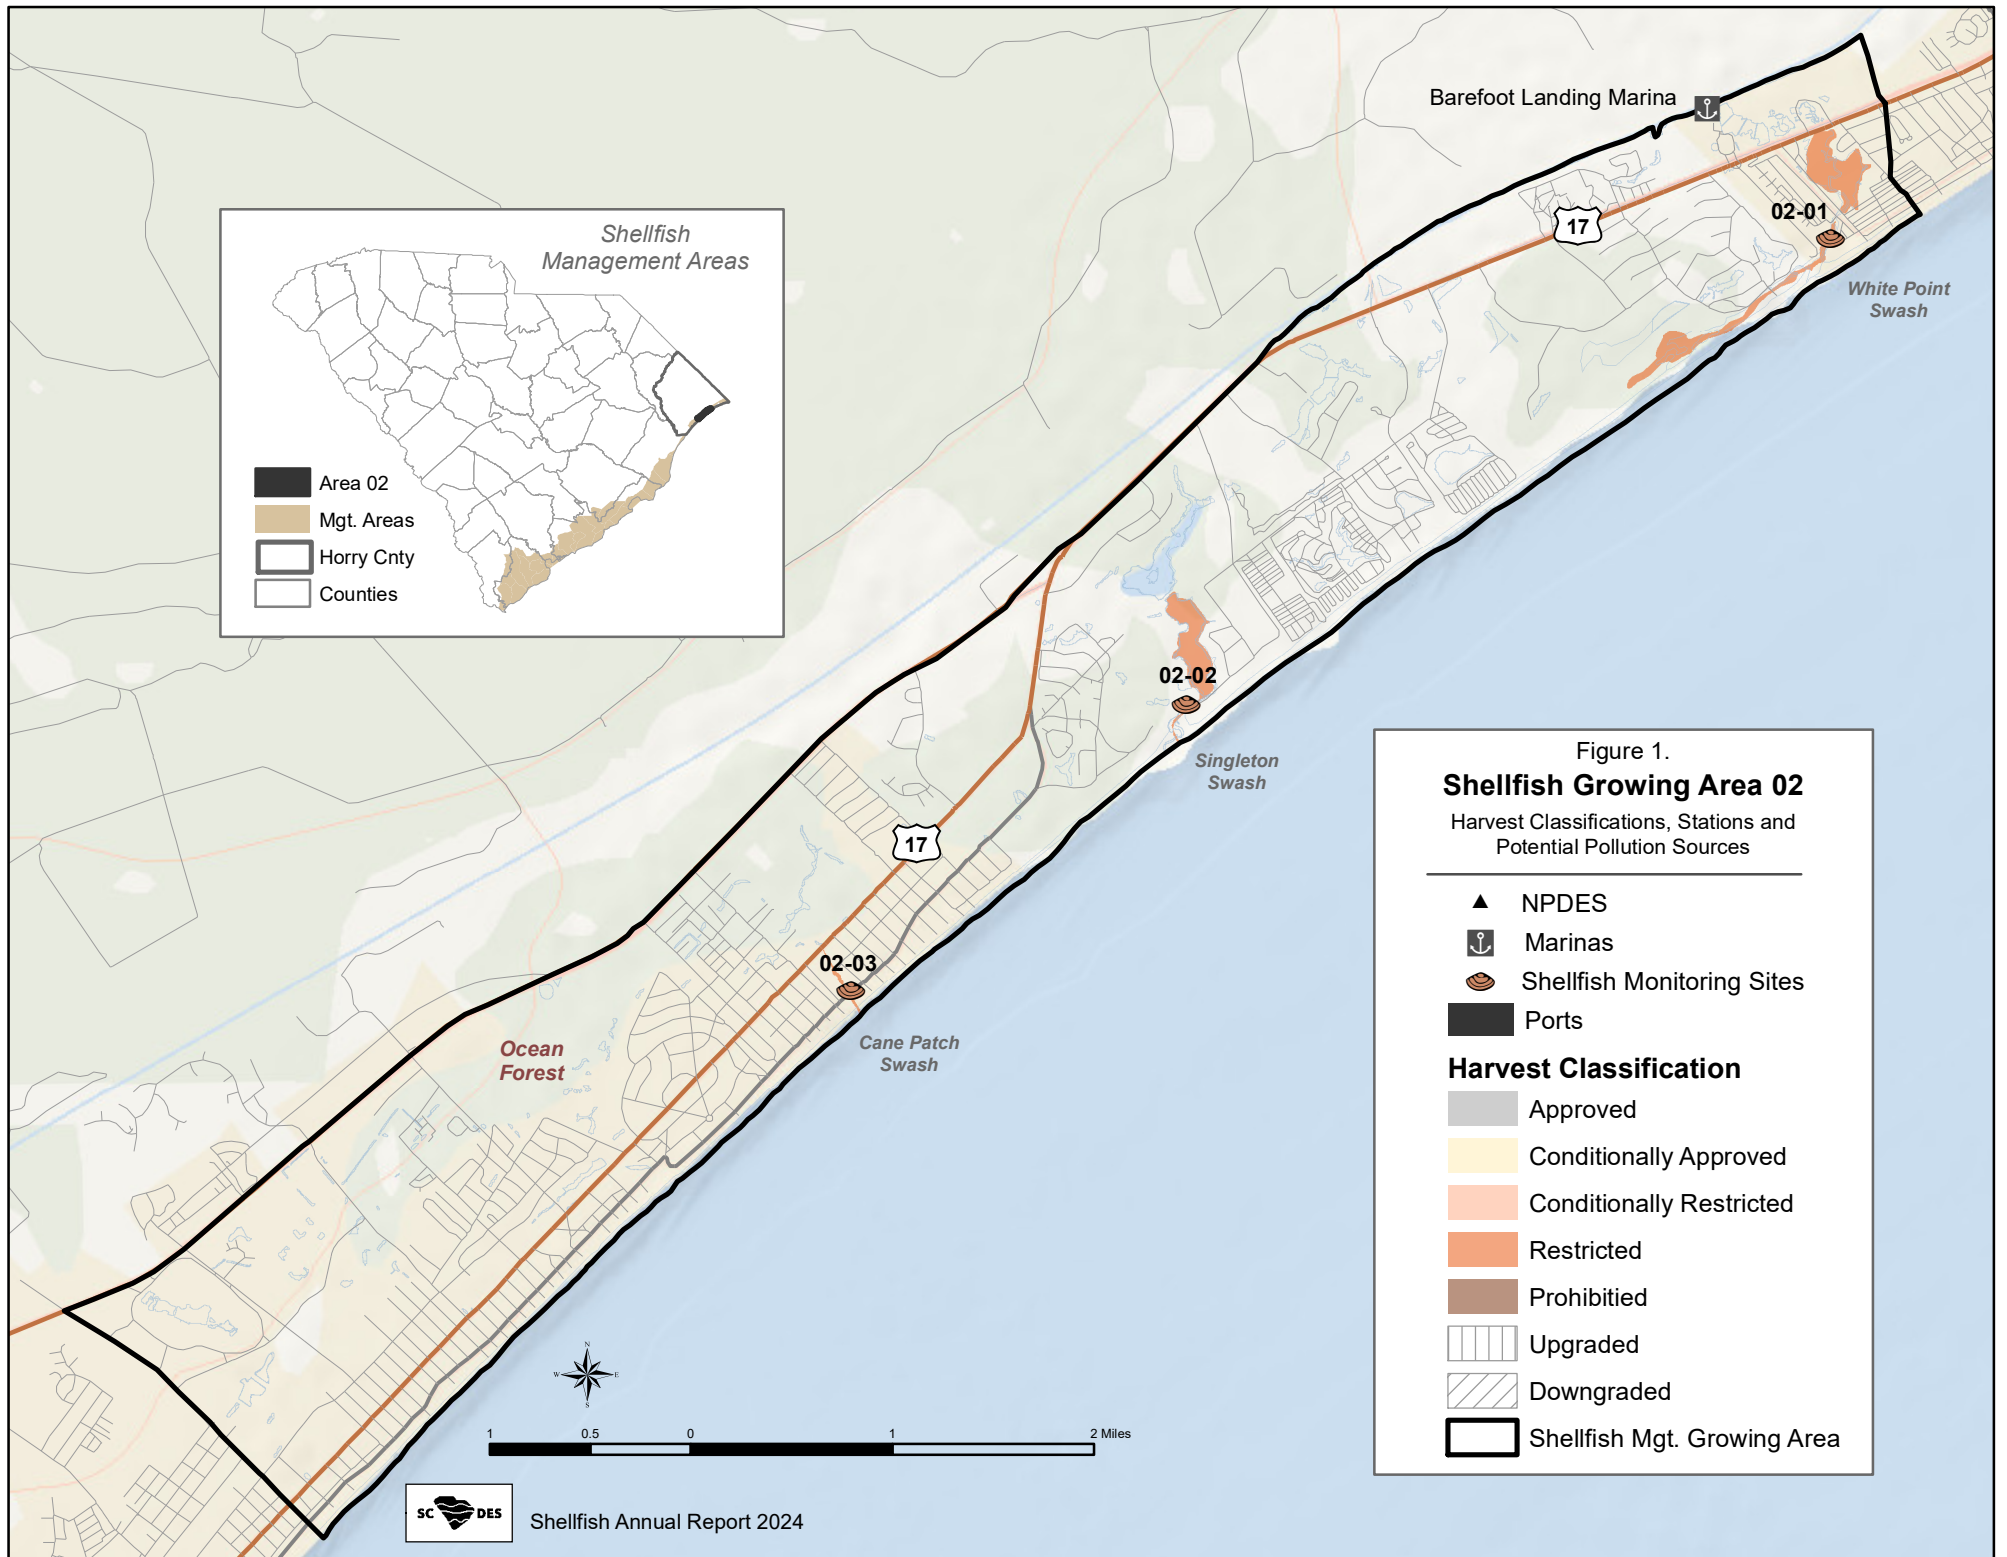 Barefoot Landing Marina
17
02-01
White Point
Swash
Shellfish
Management Areas
Area 02
Mgt. Areas
Horry Cnty
Counties
02-02
Singleton
Swash
17
02-03
Cane Patch
Swash
Ocean
Forest
Figure 1.
Shellfish Growing Area 02
Harvest Classifications, Stations and
Potential Pollution Sources
NPDES
Marinas
Shellfish Monitoring Sites
Ports
Harvest Classification
Approved
Conditionally Approved
Conditionally Restricted
Restricted
Prohibitied
Upgraded
Downgraded
Shellfish Mgt. Growing Area
N
W E
S
1 0.5 0 1 2 Miles
SC DES
Shellfish Annual Report 2024